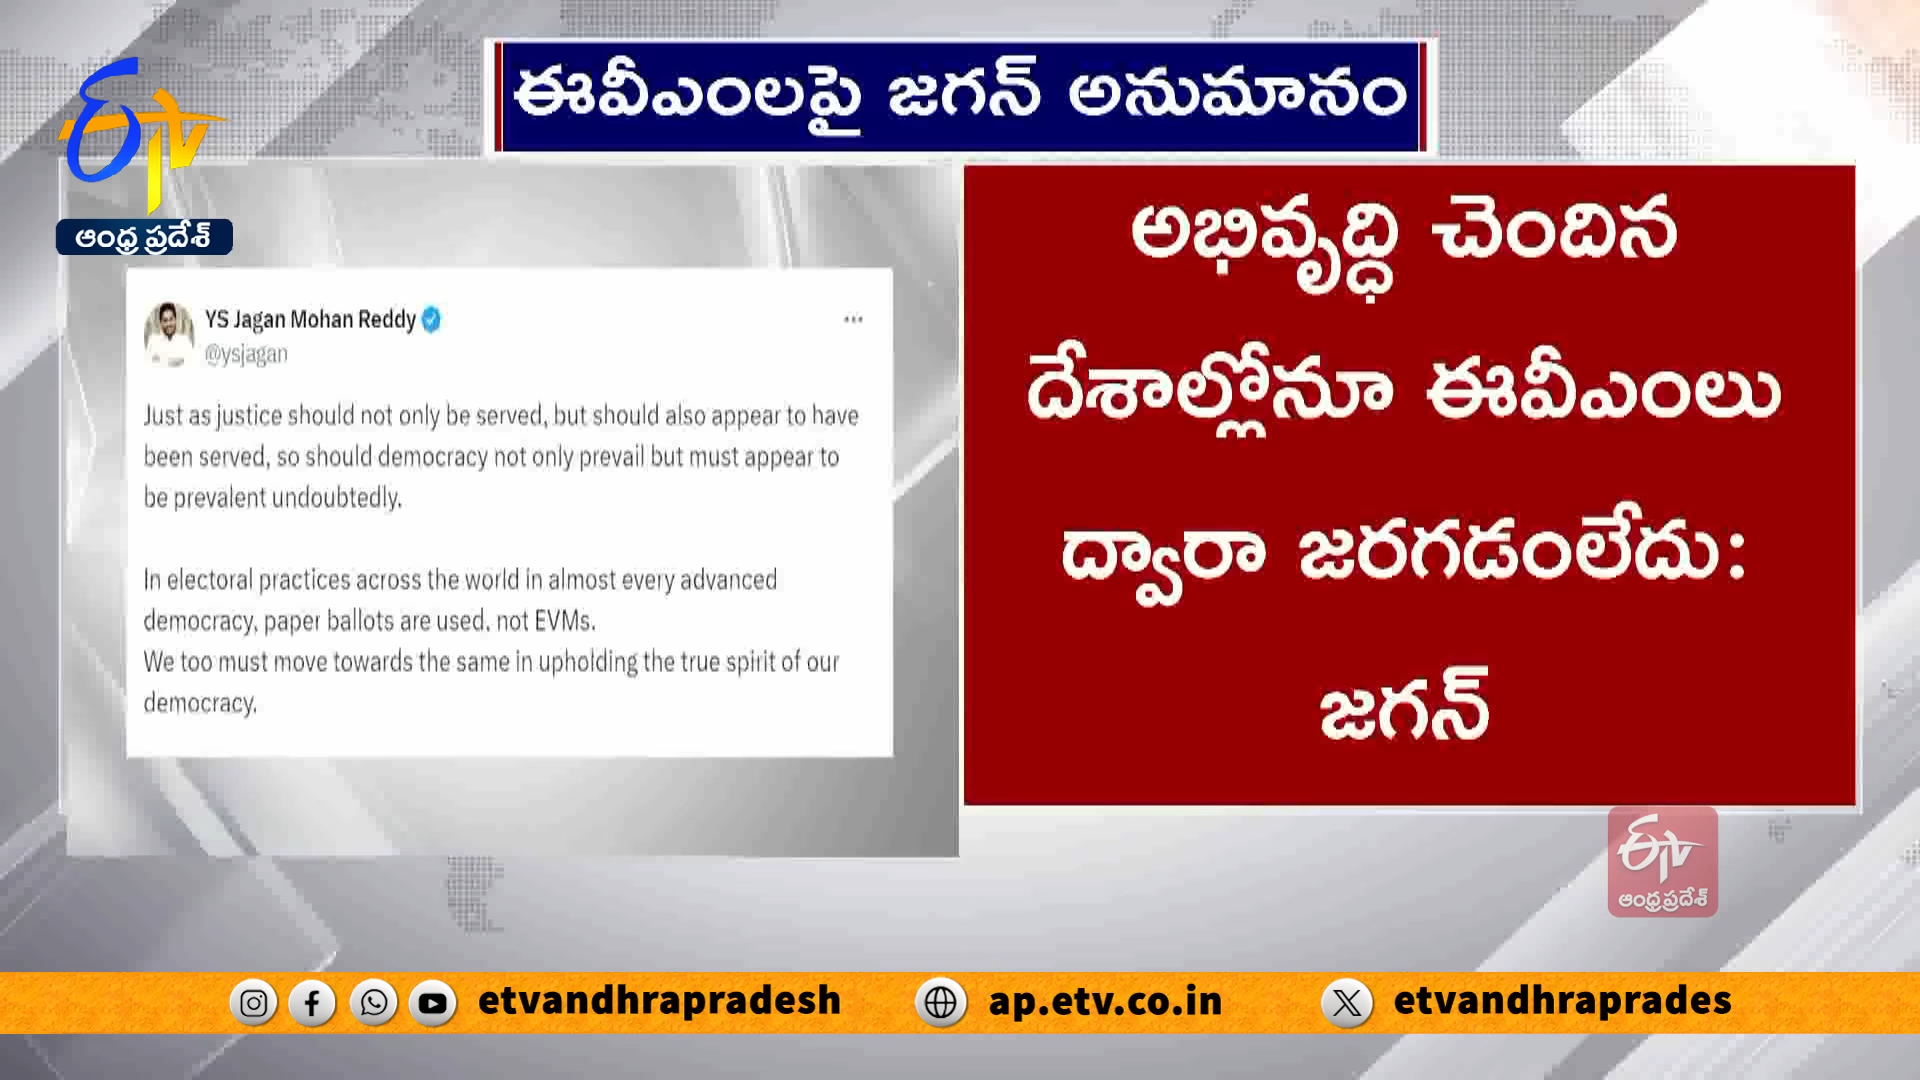 ఈవీఎంలపై జగన్ అనుమానం
ETV
ఆంధ్ర ప్రదేశ్
YS Jagan Mohan Reddy
@ysjagan
Just as justice should not only be served, but should also appear to have
been served, so should democracy not only prevail but must appear to
be prevalent undoubtedly.
In electoral practices across the world in almost every advanced
democracy, paper ballots are used, not EVMs.
We too must move towards the same in upholding the true spirit of our
democracy.
అభివృద్ధి చెందిన
దేశాల్లోనూ ఈవీఎంలు
ద్వారా జరగడంలేదు:
జగన్
ETV
ఆంధ్రప్రదేశ్
etvandhrapradesh
ap.etv.co.in
etvandhraprades